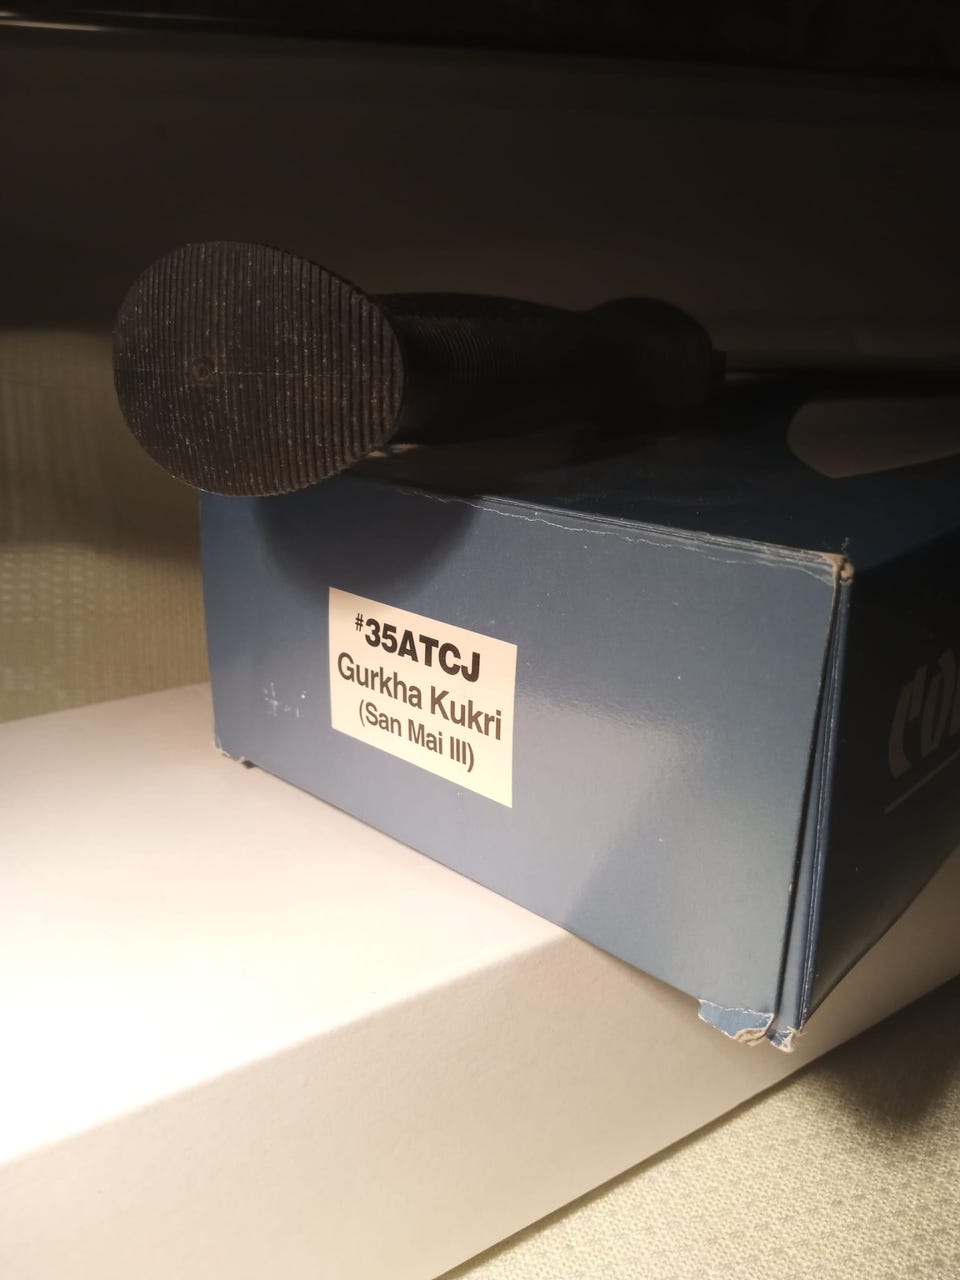 #35ATCJ
Gurkha Kukri
(San Mai III)